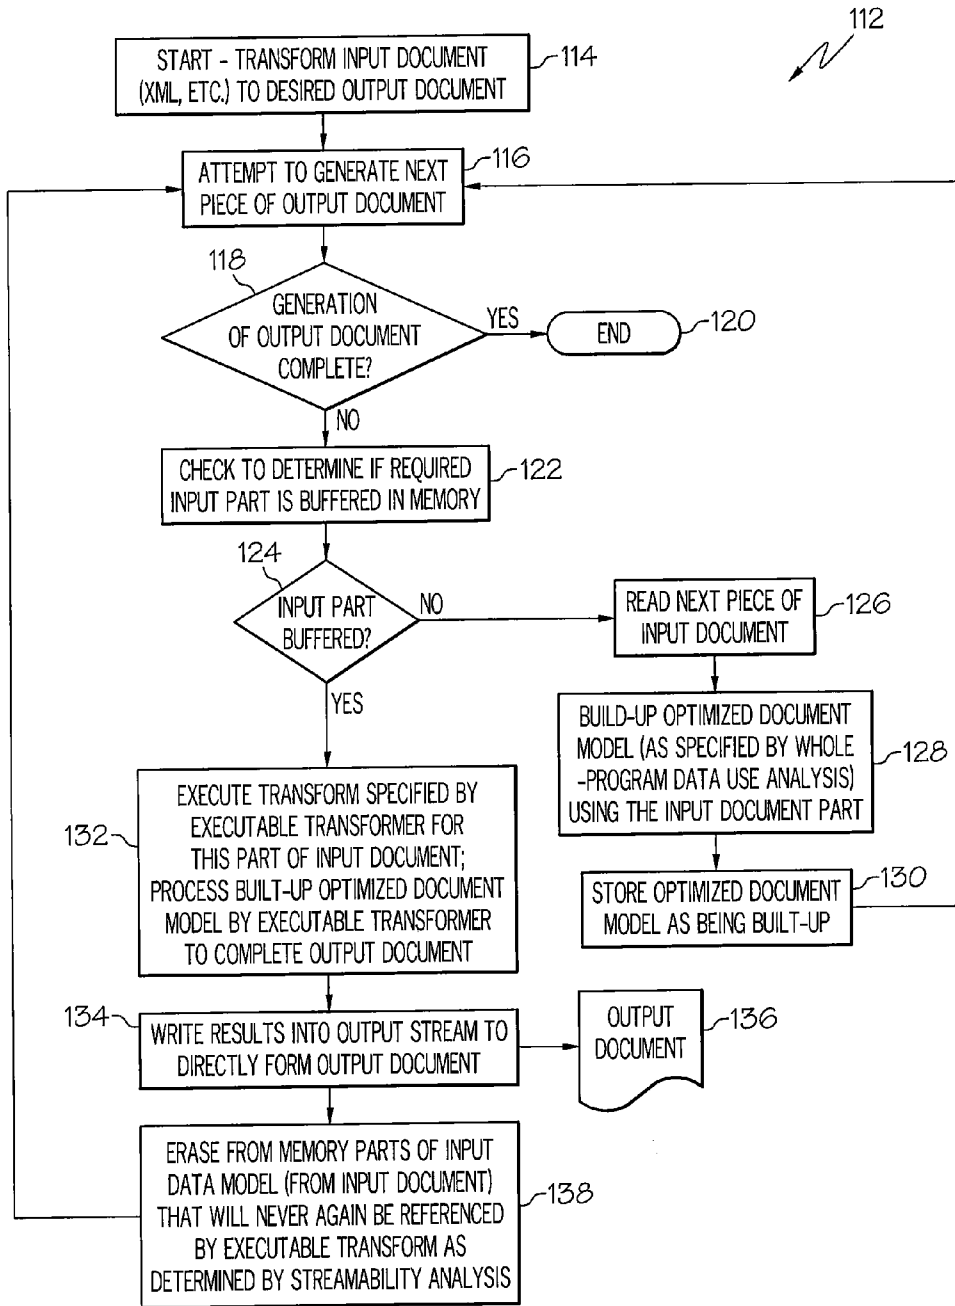 112
START - TRANSFORM INPUT DOCUMENT
(XML, ETC.) TO DESIRED OUTPUT DOCUMENT
114
ATTEMPT TO GENERATE NEXT
PIECE OF OUTPUT DOCUMENT
116
118
GENERATION
OF OUTPUT DOCUMENT
COMPLETE?
YES
END
120
NO
CHECK TO DETERMINE IF REQUIRED
INPUT PART IS BUFFERED IN MEMORY
122
124
INPUT PART
BUFFERED?
NO
READ NEXT PIECE OF
INPUT DOCUMENT
126
YES
BUILD-UP OPTIMIZED DOCUMENT
MODEL (AS SPECIFIED BY WHOLE
-PROGRAM DATA USE ANALYSIS)
USING THE INPUT DOCUMENT PART
128
132
EXECUTE TRANSFORM SPECIFIED BY
EXECUTABLE TRANSFORMER FOR
THIS PART OF INPUT DOCUMENT;
PROCESS BUILT-UP OPTIMIZED DOCUMENT
MODEL BY EXECUTABLE TRANSFORMER
TO COMPLETE OUTPUT DOCUMENT
STORE OPTIMIZED DOCUMENT
MODEL AS BEING BUILT-UP
130
134
WRITE RESULTS INTO OUTPUT STREAM TO
DIRECTLY FORM OUTPUT DOCUMENT
OUTPUT
DOCUMENT
136
ERASE FROM MEMORY PARTS OF INPUT
DATA MODEL (FROM INPUT DOCUMENT)
THAT WILL NEVER AGAIN BE REFERENCED
BY EXECUTABLE TRANSFORM AS
DETERMINED BY STREAMABILITY ANALYSIS
138